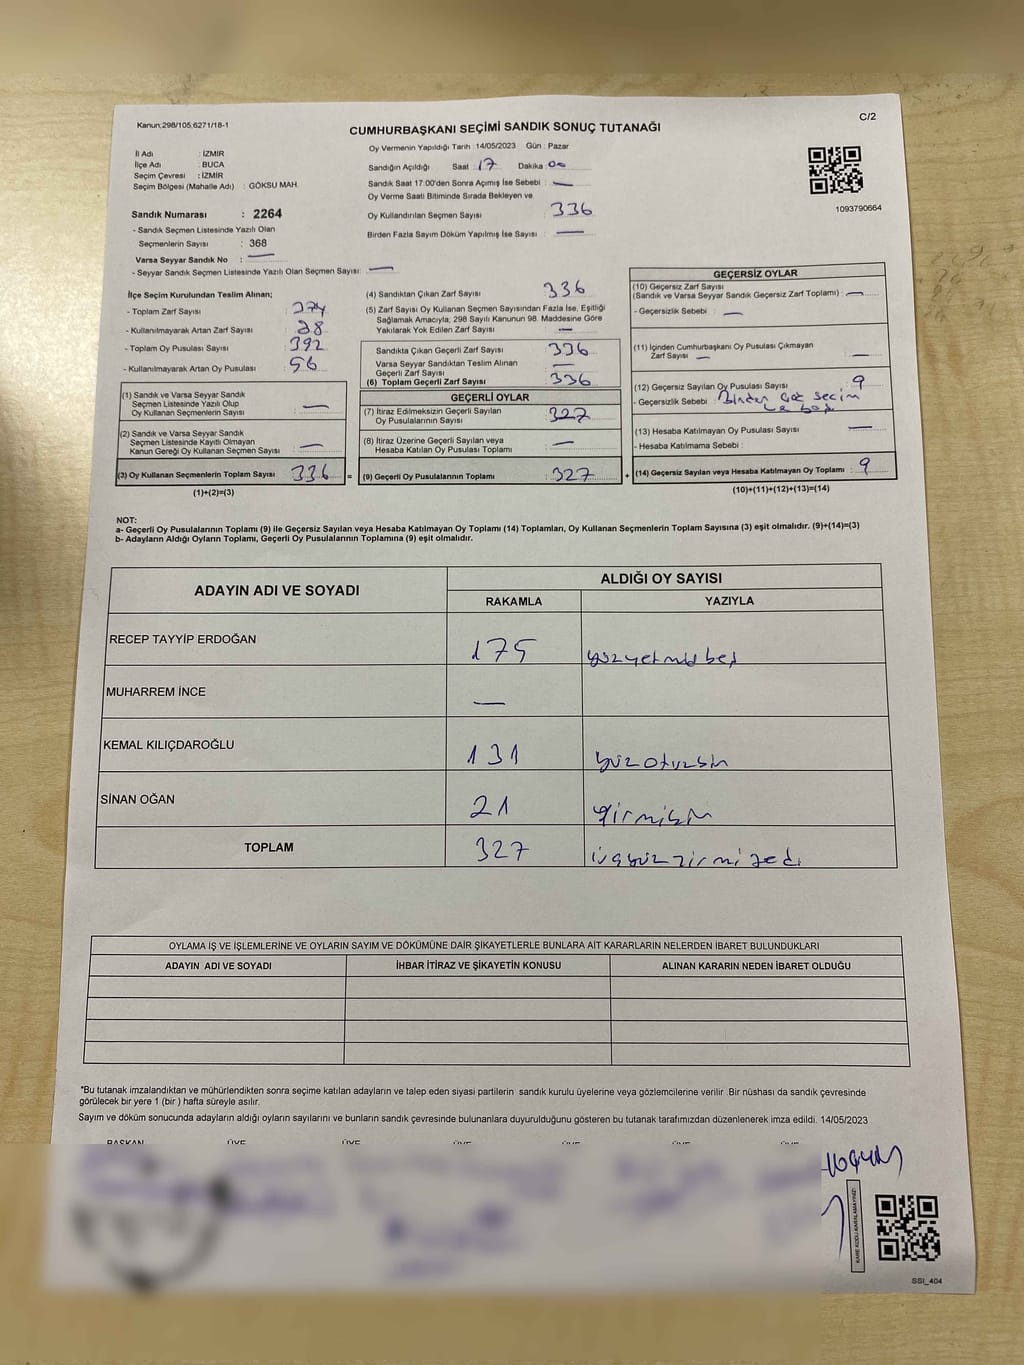 Kanun;298/105,6271/18-1
C/2
CUMHURBAŞKANI SEÇİMİ SANDIK SONUÇ TUTANAĞI
İl Adı : İZMİR
İlçe Adı : BUCA
Seçim Çevresi : İZMİR
Seçim Bölgesi (Mahalle Adı) : GÖKSU MAH.
Sandık Numarası : 2264
- Sandık Seçmen Listesinde Yazılı Olan
Seçmenlerin Sayısı : 368
Varsa Seyyar Sandık No : —
- Seyyar Sandık Seçmen Listesinde Yazılı Olan Seçmen Sayısı: —
Oy Vermenin Yapıldığı Tarih :14/05/2023 Gün : Pazar
Sandığın Açıldığı Saat :17 Dakika :00
Sandık Saat 17:00'den Sonra Açımış İse Sebebi : —
Oy Verme Saati Bitiminde Sırada Bekleyen ve
Oy Kullandırılan Seçmen Sayısı 336
Birden Fazla Sayım Döküm Yapılmış İse Sayısı : —
1093790664
İlçe Seçim Kurulundan Teslim Alınan;
- Toplam Zarf Sayısı : 374
- Kullanılmayarak Artan Zarf Sayısı : 28
- Toplam Oy Pusulası Sayısı : 392
- Kullanılmayarak Artan Oy Pusulası : 56
(1) Sandık ve Varsa Seyyar Sandık
Seçmen Listesinde Yazılı Olup
Oy Kullanan Seçmenlerin Sayısı : —
(2) Sandık ve Varsa Seyyar Sandık
Seçmen Listesinde Kayıtlı Olmayan
Kanun Gereği Oy Kullanan Seçmen Sayısı : —
(3) Oy Kullanan Seçmenlerin Toplam Sayısı : 336 =
(1)+(2)=(3)
(4) Sandıktan Çıkan Zarf Sayısı : 336
(5) Zarf Sayısı Oy Kullanan Seçmen Sayısından Fazla İse, Eşitliği
Sağlamak Amacıyla, 298 Sayılı Kanunun 98. Maddesine Göre
Yakılarak Yok Edilen Zarf Sayısı : —
Sandıkta Çıkan Geçerli Zarf Sayısı : 336
Varsa Seyyar Sandıktan Teslim Alınan
Geçerli Zarf Sayısı : —
(6) Toplam Geçerli Zarf Sayısı : 336
GEÇERLİ OYLAR
(7) İtiraz Edilmeksizin Geçerli Sayılan
Oy Pusulalarının Sayısı : 327
(8) İtiraz Üzerine Geçerli Sayılan veya
Hesaba Katılan Oy Pusulası Toplamı : —
(9) Geçerli Oy Pusulalarının Toplamı : 327 +
GEÇERSİZ OYLAR
(10) Geçersiz Zarf Sayısı
(Sandık ve Varsa Seyyar Sandık Geçersiz Zarf Toplamı) : —
- Geçersizlik Sebebi : —
(11) İçinden Cumhurbaşkanı Oy Pusulası Çıkmayan
Zarf Sayısı — : —
(12) Geçersiz Sayılan Oy Pusulası Sayısı : 9
- Geçersizlik Sebebi : Birden çok seçim
(13) Hesaba Katılmayan Oy Pusulası Sayısı : —
- Hesaba Katılmama Sebebi :
(14) Geçersiz Sayılan veya Hesaba Katılmayan Oy Toplamı : 9
(10)+(11)+(12)+(13)=(14)
NOT:
a- Geçerli Oy Pusulalarının Toplamı (9) ile Geçersiz Sayılan veya Hesaba Katılmayan Oy Toplamı (14) Toplamları, Oy Kullanan Seçmenlerin Toplam Sayısına (3) eşit olmalıdır. (9)+(14)=(3)
b- Adayların Aldığı Oyların Toplamı, Geçerli Oy Pusulalarının Toplamına (9) eşit olmalıdır.
ADAYIN ADI VE SOYADI ALDIĞI OY SAYISI
RAKAMLA YAZIYLA
RECEP TAYYİP ERDOĞAN 175 yüzyetmişbeş
MUHARREM İNCE —
KEMAL KILIÇDAROĞLU 131 yüzotuzbir
SİNAN OĞAN 21 yirmibir
TOPLAM 327 üçyüzyirmiyedi
OYLAMA İŞ VE İŞLEMLERİNE VE OYLARIN SAYIM VE DÖKÜMÜNE DAİR ŞİKAYETLERLE BUNLARA AİT KARARLARIN NELERDEN İBARET BULUNDUKLARI
ADAYIN ADI VE SOYADI İHBAR İTİRAZ VE ŞİKAYETİN KONUSU ALINAN KARARIN NEDEN İBARET OLDUĞU
*Bu tutanak imzalandıktan ve mühürlendikten sonra seçime katılan adayların ve talep eden siyasi partilerin sandık kurulu üyelerine veya gözlemcilerine verilir. Bir nüshası da sandık çevresinde
görülecek bir yere 1 (bir ) hafta süreyle asılır.
Sayım ve döküm sonucunda adayların aldığı oyların sayılarını ve bunların sandık çevresinde bulunanlara duyurulduğunu gösteren bu tutanak tarafımızdan düzenlenerek imza edildi. 14/05/2023
BAŞKAN ÜYE ÜYE ÜYE ÜYE ÜYE ÜYE
KARE KODU KARALAMAYINIZ!
SSI_404